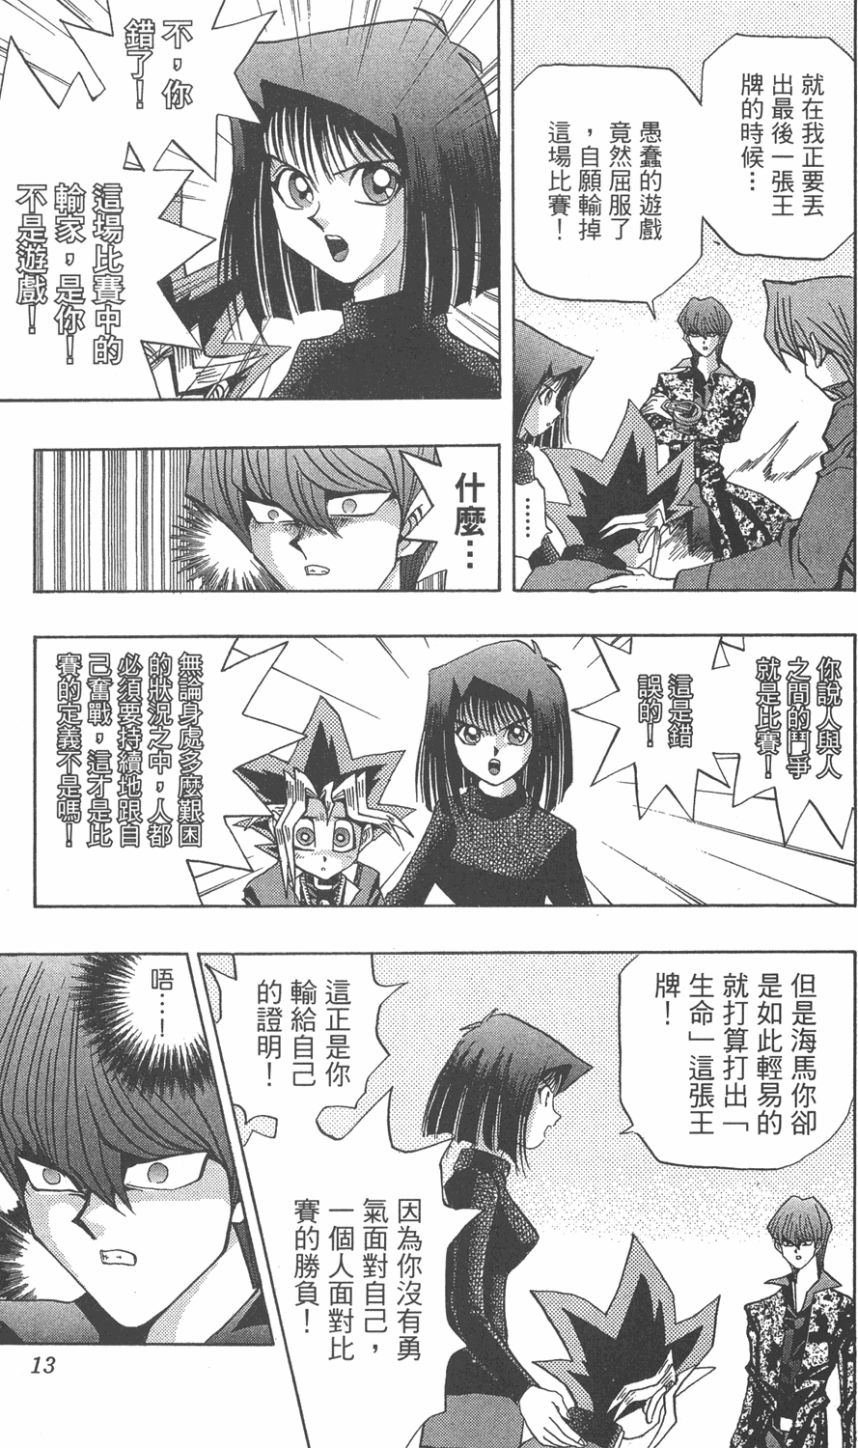 就在我正要丟
出最後一張王
牌的時候…
愚蠢的遊戲
竟然屈服了
，自願輸掉
這場比賽！
……
不，你
錯了！
這場比賽中的
輸家，是你！
不是遊戲！
什麼…
你說人與人
之間的鬥爭
就是比賽！
這是錯
誤的！
無論身處多麼艱困
的狀況之中，人都
必須要持續地跟自
己奮戰，這才是比
賽的定義不是嗎！
但是海馬你卻
是如此輕易的
就打算打出「
生命」這張王
牌！
這正是你
輸給自己
的證明！
因為你沒有勇
氣面對自己，
一個人面對比
賽的勝負！
唔…！
13